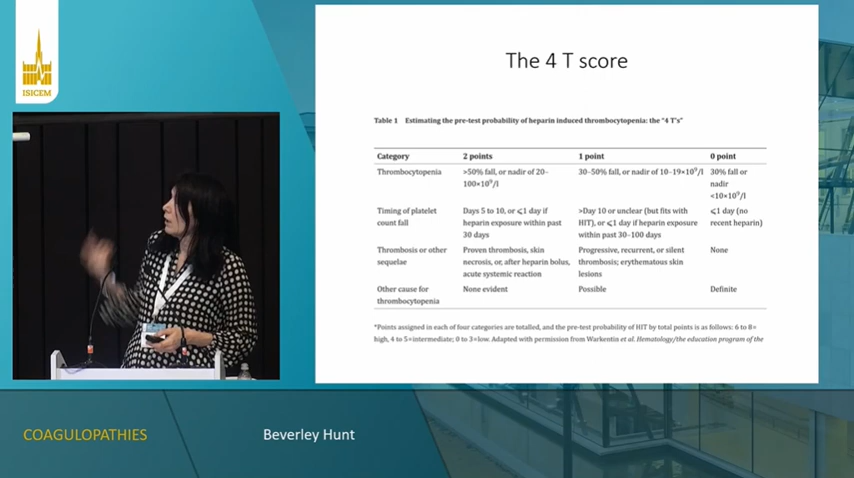 ISICEM
The 4 T score
Table 1 Estimating the pre-test probability of heparin induced thrombocytopenia: the "4 T's"
Category 2 points 1 point 0 point
Thrombocytopenia >50% fall, or nadir of 20–100×10⁹/l 30–50% fall, or nadir of 10–19×10⁹/l 30% fall or nadir <10×10⁹/l
Timing of platelet count fall Days 5 to 10, or ⩽1 day if heparin exposure within past 30 days >Day 10 or unclear (but fits with HIT), or ⩽1 day if heparin exposure within past 30–100 days ⩽1 day (no recent heparin)
Thrombosis or other sequelae Proven thrombosis, skin necrosis, or, after heparin bolus, acute systemic reaction Progressive, recurrent, or silent thrombosis; erythematous skin lesions None
Other cause for thrombocytopenia None evident Possible Definite
*Points assigned in each of four categories are totalled, and the pre-test probability of HIT by total points is as follows: 6 to 8=
high, 4 to 5=intermediate; 0 to 3=low. Adapted with permission from Warkentin et al. Hematology/the education program of the
COAGULOPATHIES
Beverley Hunt